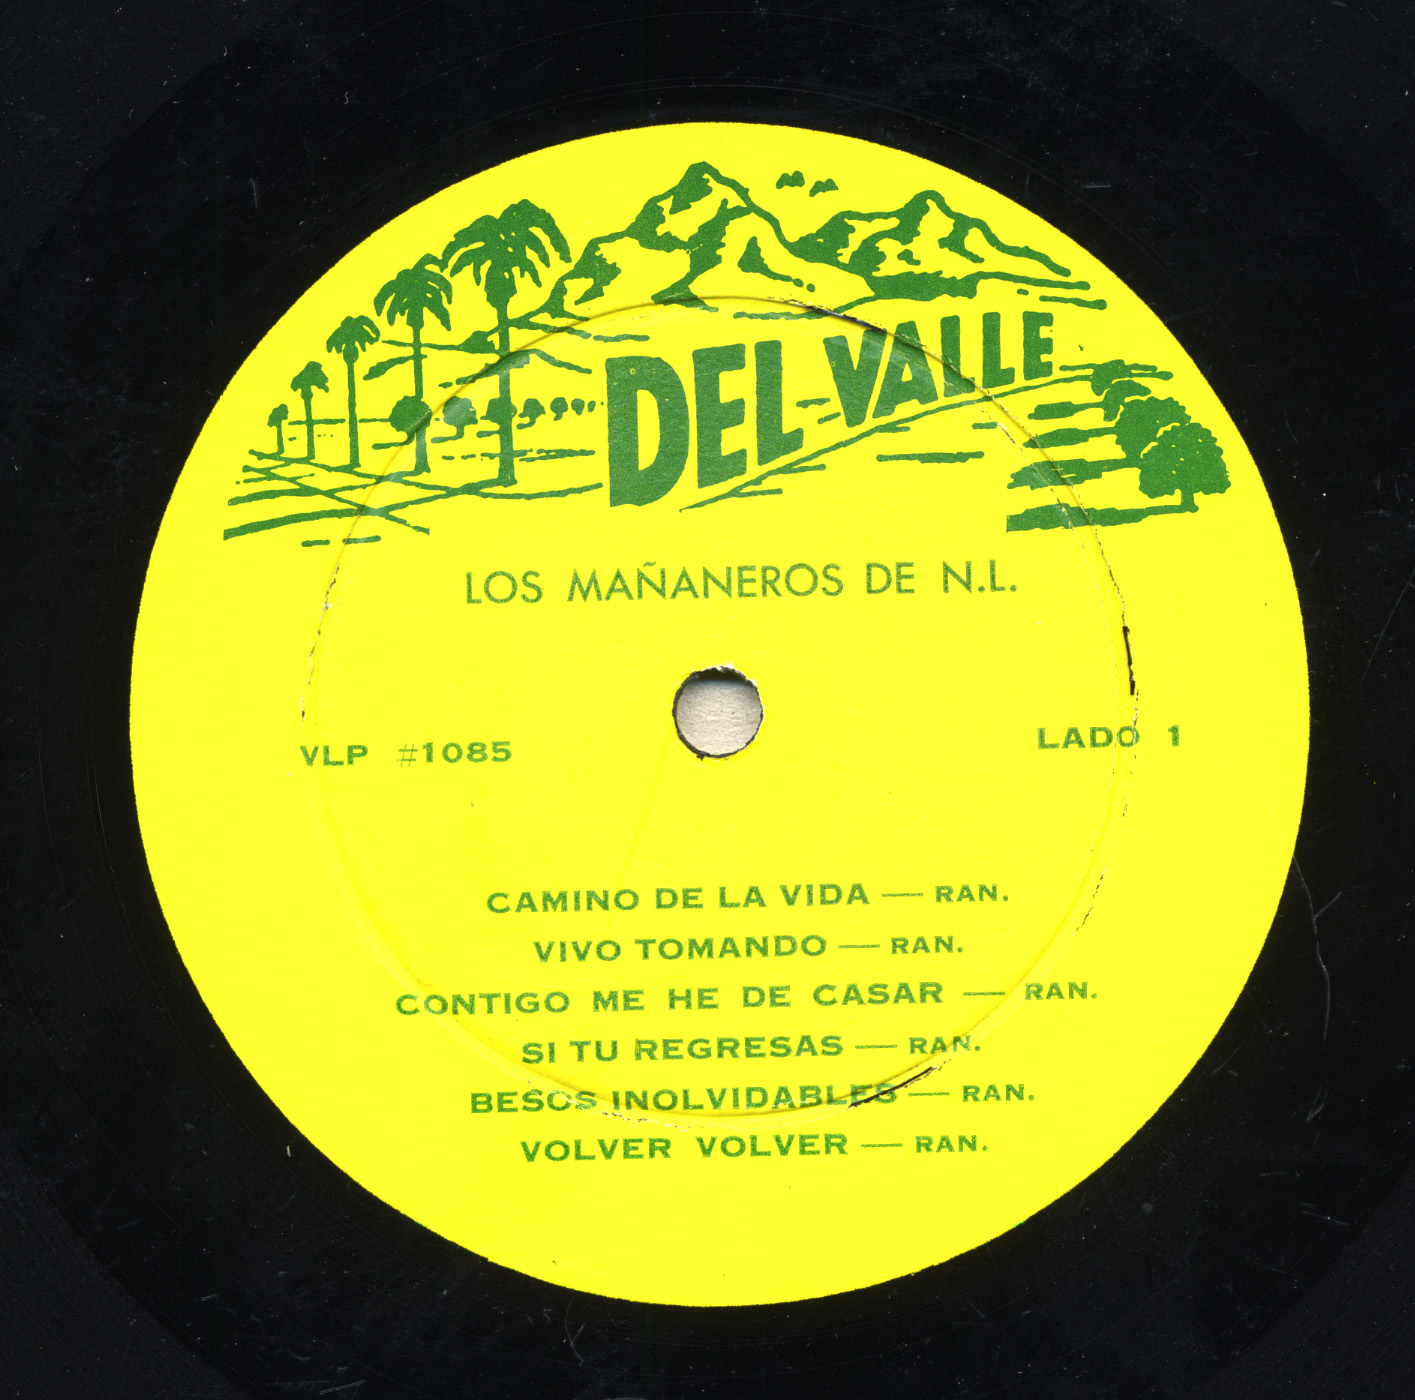 DEL VALLE
LOS MAÑANEROS DE N.L.
VLP #1085
LADO 1
CAMINO DE LA VIDA — RAN.
VIVO TOMANDO — RAN.
CONTIGO ME HE DE CASAR — RAN.
SI TU REGRESAS — RAN.
BESOS INOLVIDABLES — RAN.
VOLVER VOLVER — RAN.